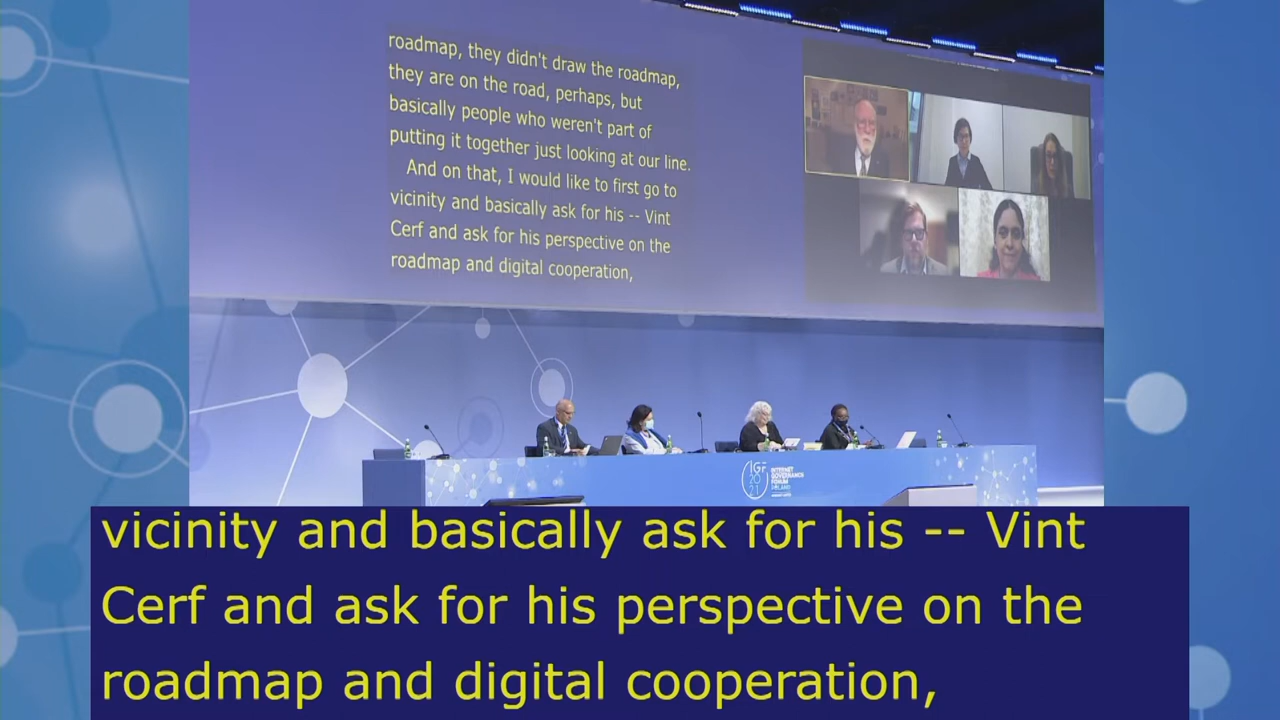 roadmap, they didn't draw the roadmap,
they are on the road, perhaps, but
basically people who weren't part of
putting it together just looking at our line.
And on that, I would like to first go to
vicinity and basically ask for his -- Vint
Cerf and ask for his perspective on the
roadmap and digital cooperation,
IGF
20
21
INTERNET
GOVERNANCE
FORUM
POLAND
vicinity and basically ask for his -- Vint
Cerf and ask for his perspective on the
roadmap and digital cooperation,